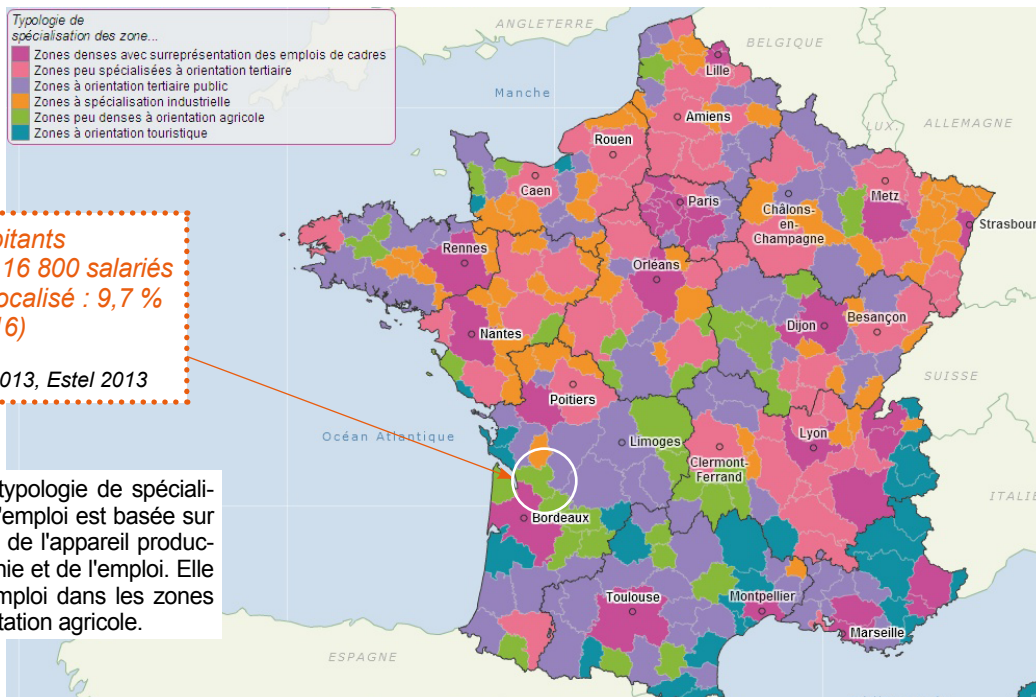 Typologie de
spécialisation des zone...
Zones denses avec surreprésentation des emplois de cadres
Zones peu spécialisées à orientation tertiaire
Zones à orientation tertiaire public
Zones à spécialisation industrielle
Zones peu denses à orientation agricole
Zones à orientation touristique
ANGLETERRE
BELGIQUE
Lille
Manche
Amiens
LUX.
ALLEMAGNE
Rouen
Caen
Paris
Metz
Châlons-
en-
Champagne
Strasbour
bitants
16 800 salariés
ocalisé : 9,7 %
16)
013, Estel 2013
Rennes
Orléans
Nantes
Dijon
Besançon
SUISSE
Poitiers
Océan Atlantique
Limoges
Lyon
Clermont-
Ferrand
ITALIE
typologie de spéciali-
'emploi est basée sur
de l'appareil produc-
nie et de l'emploi. Elle
mploi dans les zones
tation agricole.
Bordeaux
Toulouse
Montpellier
Marseille
ESPAGNE